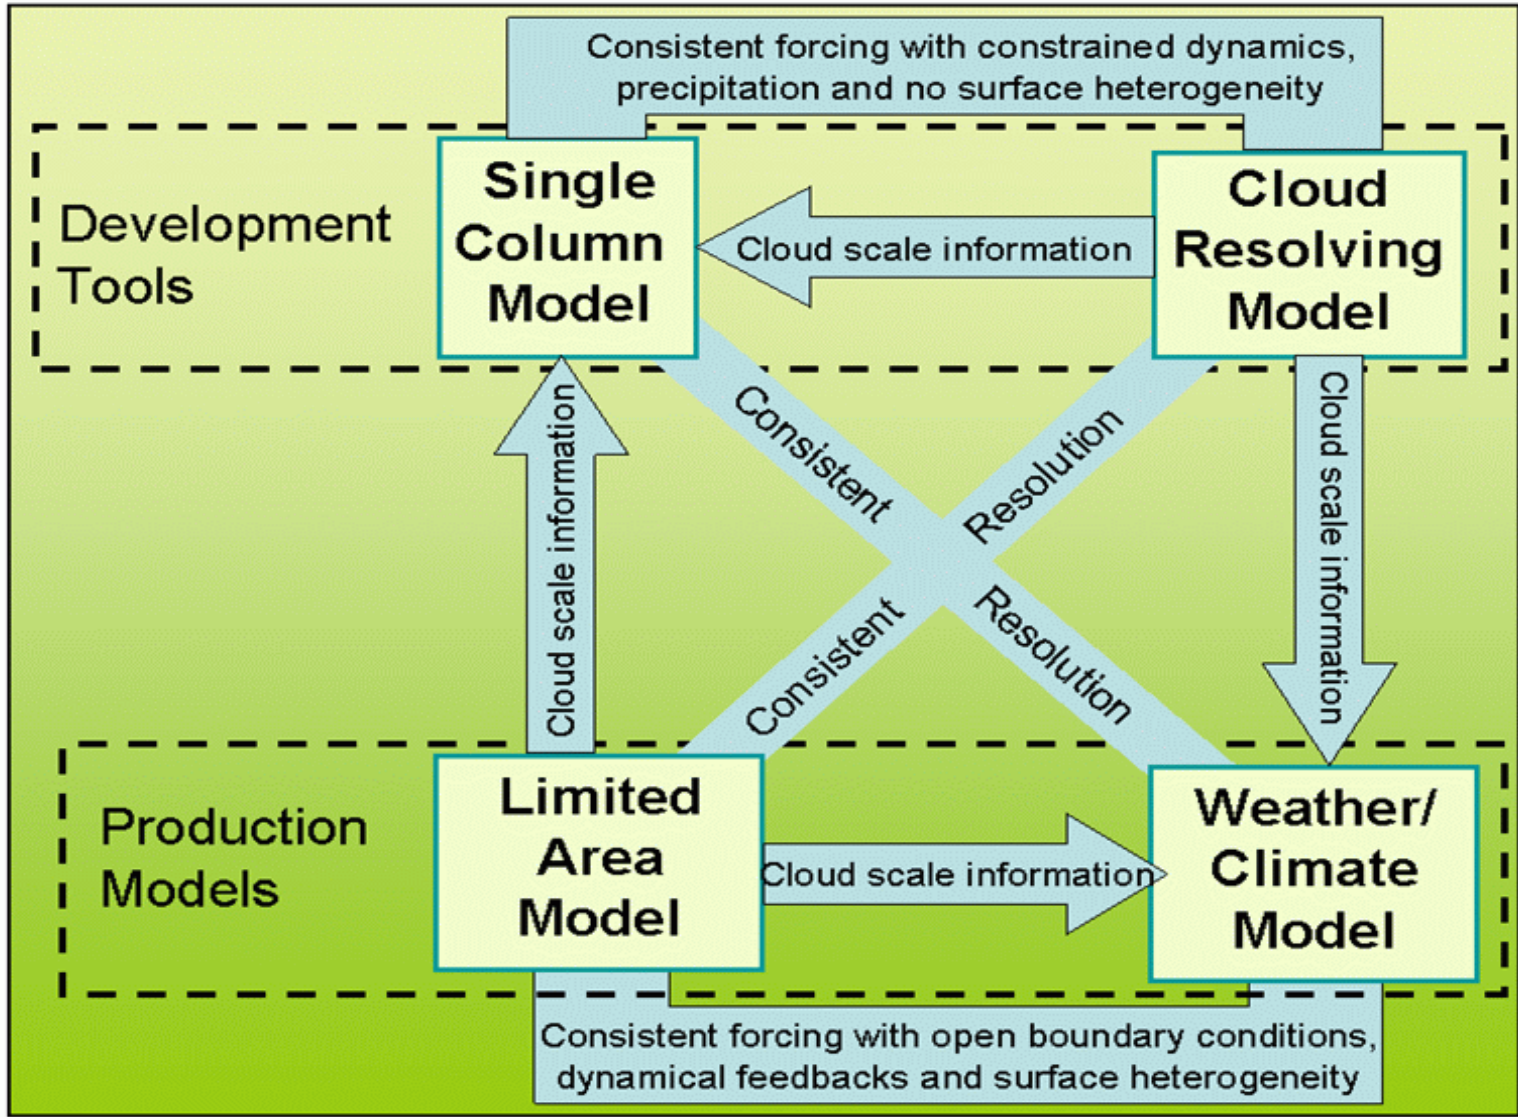 Consistent forcing with constrained dynamics,
precipitation and no surface heterogeneity
Development
Tools
Single
Column
Model
Cloud scale information
Cloud
Resolving
Model
Cloud scale information
Consistent
Resolution
Consistent
Resolution
Cloud scale information
Production
Models
Limited
Area
Model
Cloud scale information
Weather/
Climate
Model
Consistent forcing with open boundary conditions,
dynamical feedbacks and surface heterogeneity